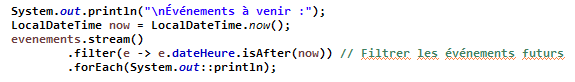 System.out.println("\nÉvénements à venir :");
LocalDateTime now = LocalDateTime.now();
evenements.stream()
.filter(e -> e.dateHeure.isAfter(now)) // Filtrer les événements futurs
.forEach(System.out::println);